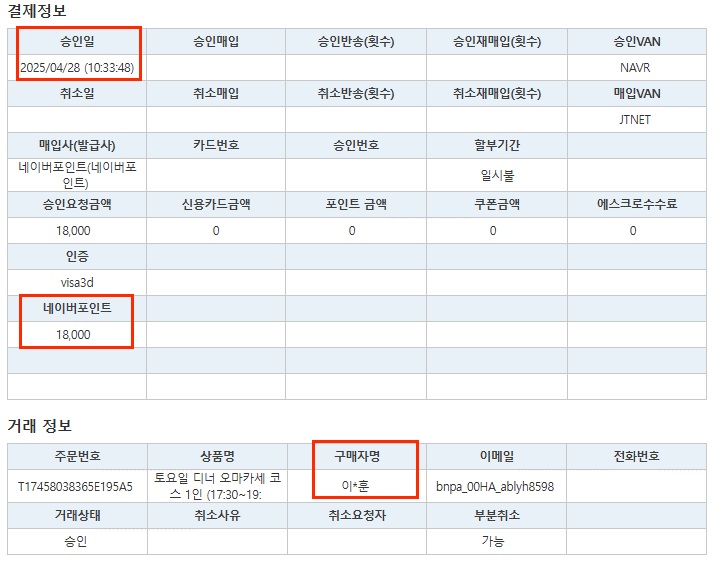 결제정보
승인일 승인매입 승인반송(횟수) 승인재매입(횟수) 승인VAN
2025/04/28 (10:33:48) NAVR
취소일 취소매입 취소반송(횟수) 취소재매입(횟수) 매입VAN
JTNET
매입사(발급사) 카드번호 승인번호 할부기간
네이버포인트(네이버포
인트) 일시불
승인요청금액 신용카드금액 포인트 금액 쿠폰금액 에스크로수수료
18,000 0 0 0 0
인증
visa3d
네이버포인트
18,000
거래 정보
주문번호 상품명 구매자명 이메일 전화번호
T17458038365E195A5 토요일 디너 오마카세 코 이*훈 bnpa_00HA_ablyh8598
스 1인 (17:30~19:
거래상태 취소사유 취소요청자 부분취소
승인 가능